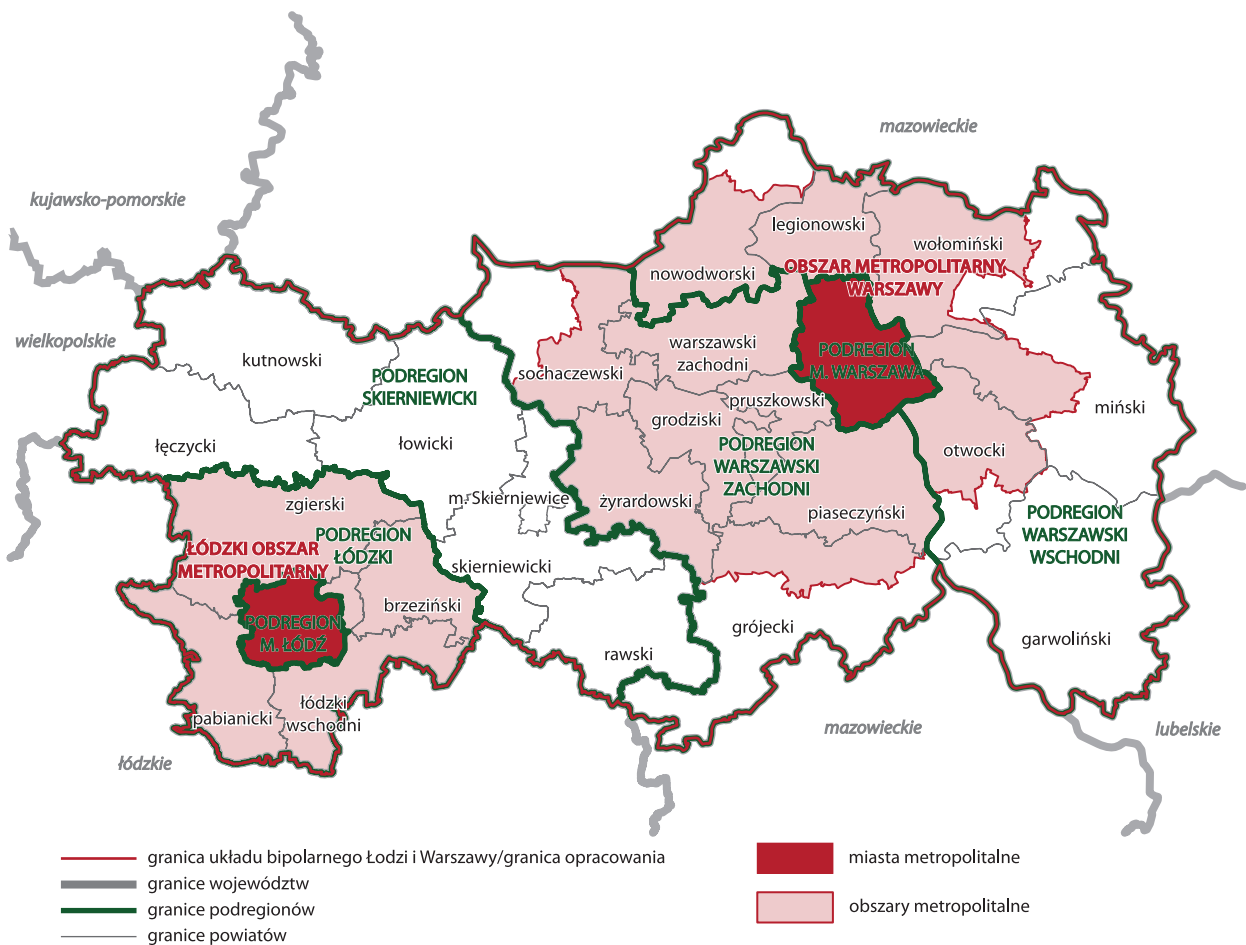 mazowieckie
kujawsko-pomorskie
legionowski
wołomiński
nowodworski
OBSZAR METROPOLITARNY
WARSZAWY
wielkopolskie
kutnowski
warszawski
zachodni
PODREGION
M. WARSZAWA
PODREGION
SKIERNIEWICKI
sochaczewski
pruszkowski
miński
grodziski
łęczycki
łowicki
PODREGION
WARSZAWSKI
ZACHODNI
otwocki
zgierski
m. Skierniewice
żyrardowski
piaseczyński
PODREGION
WARSZAWSKI
WSCHODNI
PODREGION
ŁÓDZKI
ŁÓDZKI OBSZAR
METROPOLITARNY
skierniewicki
brzeziński
PODREGION
M. ŁÓDŹ
grójecki
garwoliński
rawski
łódzki
wschodni
pabianicki
mazowieckie
lubelskie
łódzkie
granica układu bipolarnego Łodzi i Warszawy/granica opracowania
granice województw
granice podregionów
granice powiatów
miasta metropolitalne
obszary metropolitalne